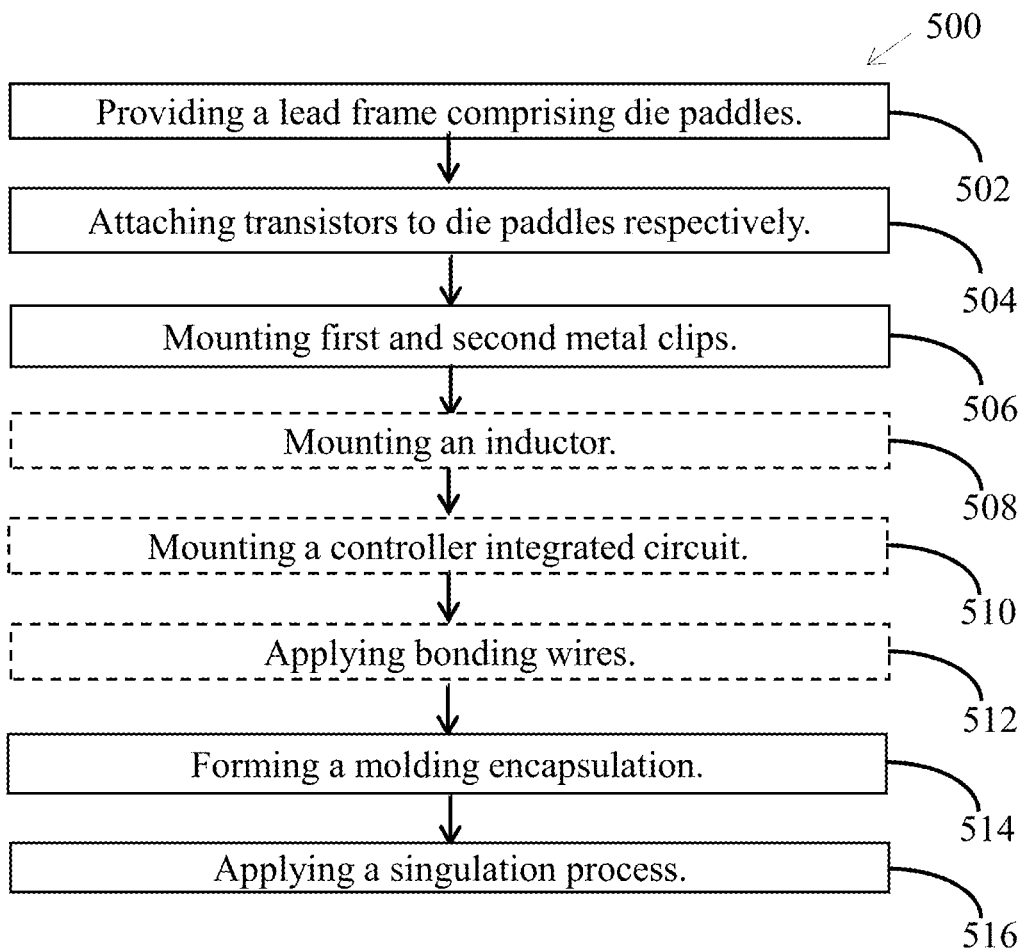 500
Providing a lead frame comprising die paddles.
502
Attaching transistors to die paddles respectively.
504
Mounting first and second metal clips.
506
Mounting an inductor.
508
Mounting a controller integrated circuit.
510
Applying bonding wires.
512
Forming a molding encapsulation.
514
Applying a singulation process.
516